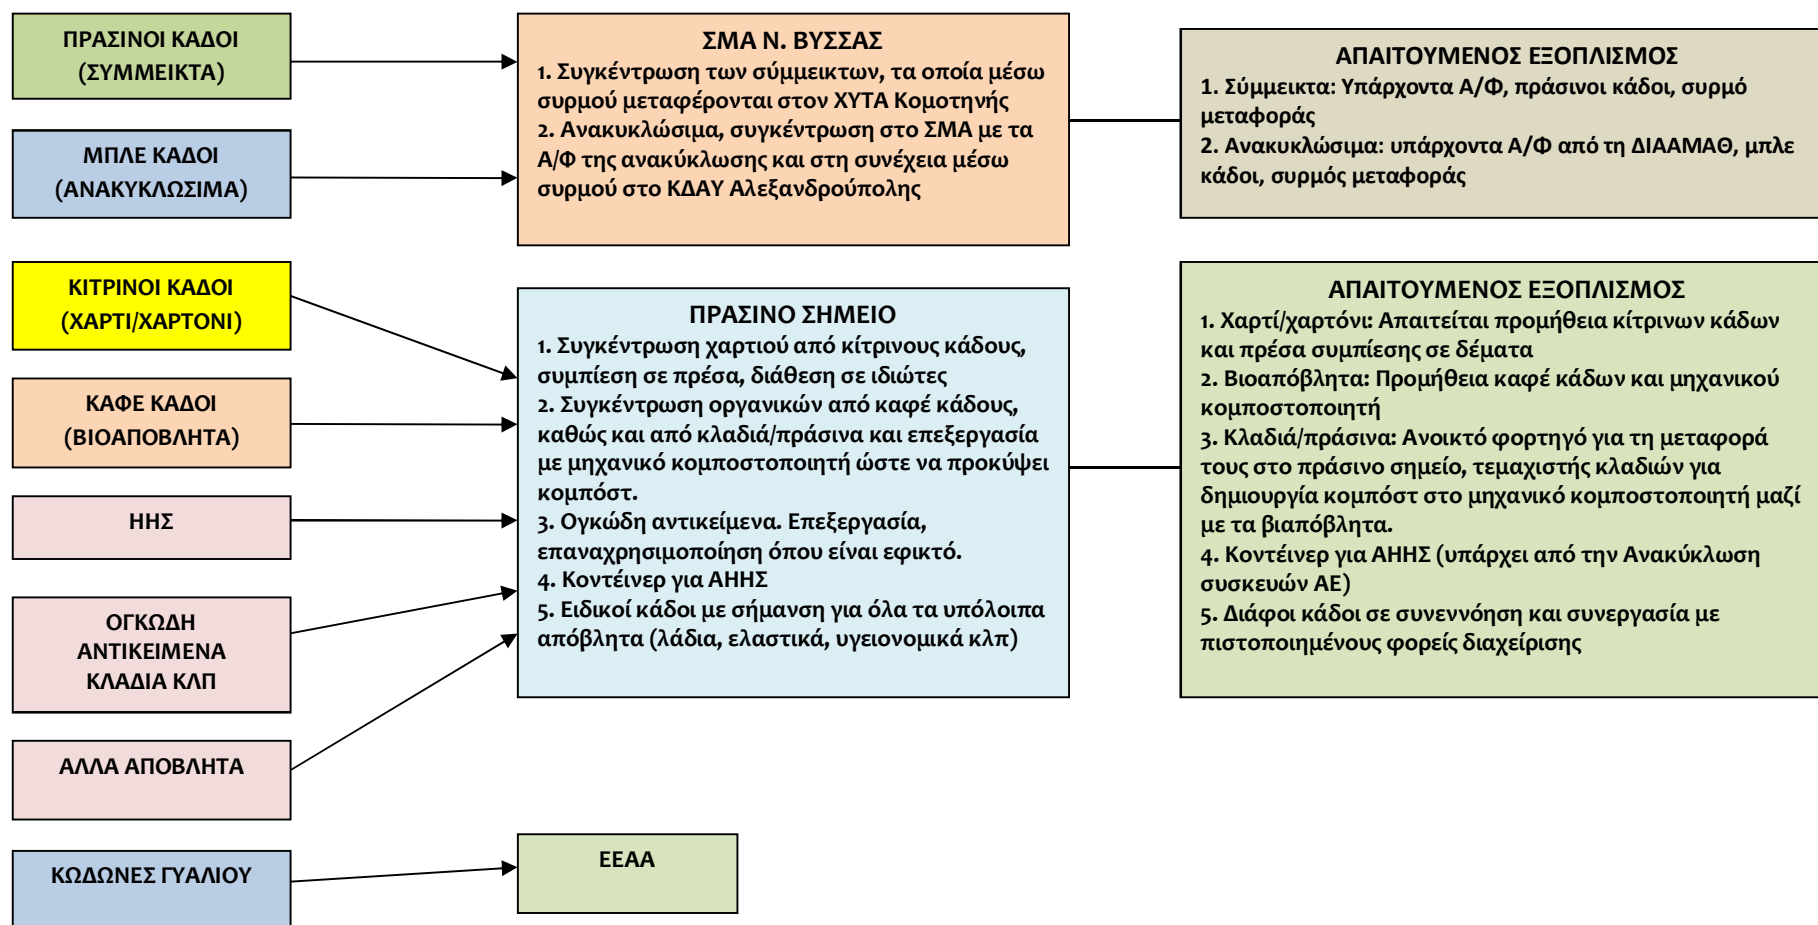 ΠΡΑΣΙΝΟΙ ΚΑΔΟΙ
(ΣΥΜΜΕΙΚΤΑ)
ΜΠΛΕ ΚΑΔΟΙ
(ΑΝΑΚΥΚΛΩΣΙΜΑ)
ΚΙΤΡΙΝΟΙ ΚΑΔΟΙ
(ΧΑΡΤΙ/ΧΑΡΤΟΝΙ)
ΚΑΦΕ ΚΑΔΟΙ
(ΒΙΟΑΠΟΒΛΗΤΑ)
ΗΗΣ
ΟΓΚΩΔΗ
ΑΝΤΙΚΕΙΜΕΝΑ
ΚΛΑΔΙΑ ΚΛΠ
ΑΛΛΑ ΑΠΟΒΛΗΤΑ
ΚΩΔΩΝΕΣ ΓΥΑΛΙΟΥ
ΣΜΑ Ν. ΒΥΣΣΑΣ
1. Συγκέντρωση των σύμμεικτων, τα οποία μέσω
συρμού μεταφέρονται στον ΧΥΤΑ Κομοτηνής
2. Ανακυκλώσιμα, συγκέντρωση στο ΣΜΑ με τα
Α/Φ της ανακύκλωσης και στη συνέχεια μέσω
συρμού στο ΚΔΑΥ Αλεξανδρούπολης
ΠΡΑΣΙΝΟ ΣΗΜΕΙΟ
1. Συγκέντρωση χαρτιού από κίτρινους κάδους,
συμπίεση σε πρέσα, διάθεση σε ιδιώτες
2. Συγκέντρωση οργανικών από καφέ κάδους,
καθώς και από κλαδιά/πράσινα και επεξεργασία
με μηχανικό κομποστοποιητή ώστε να προκύψει
κομπόστ.
3. Ογκώδη αντικείμενα. Επεξεργασία,
επαναχρησιμοποίηση όπου είναι εφικτό.
4. Κοντέινερ για ΑΗΗΣ
5. Ειδικοί κάδοι με σήμανση για όλα τα υπόλοιπα
απόβλητα (λάδια, ελαστικά, υγειονομικά κλπ)
ΕΕΑΑ
ΑΠΑΙΤΟΥΜΕΝΟΣ ΕΞΟΠΛΙΣΜΟΣ
1. Σύμμεικτα: Υπάρχοντα Α/Φ, πράσινοι κάδοι, συρμό
μεταφοράς
2. Ανακυκλώσιμα: υπάρχοντα Α/Φ από τη ΔΙΑΑΜΑΘ, μπλε
κάδοι, συρμός μεταφοράς
ΑΠΑΙΤΟΥΜΕΝΟΣ ΕΞΟΠΛΙΣΜΟΣ
1. Χαρτί/χαρτόνι: Απαιτείται προμήθεια κίτρινων κάδων
και πρέσα συμπίεσης σε δέματα
2. Βιοαπόβλητα: Προμήθεια καφέ κάδων και μηχανικού
κομποστοποιητή
3. Κλαδιά/πράσινα: Ανοικτό φορτηγό για τη μεταφορά
τους στο πράσινο σημείο, τεμαχιστής κλαδιών για
δημιουργία κομπόστ στο μηχανικό κομποστοποιητή μαζί
με τα βιαπόβλητα.
4. Κοντέινερ για ΑΗΗΣ (υπάρχει από την Ανακύκλωση
συσκευών ΑΕ)
5. Διάφοι κάδοι σε συνεννόηση και συνεργασία με
πιστοποιημένους φορείς διαχείρισης